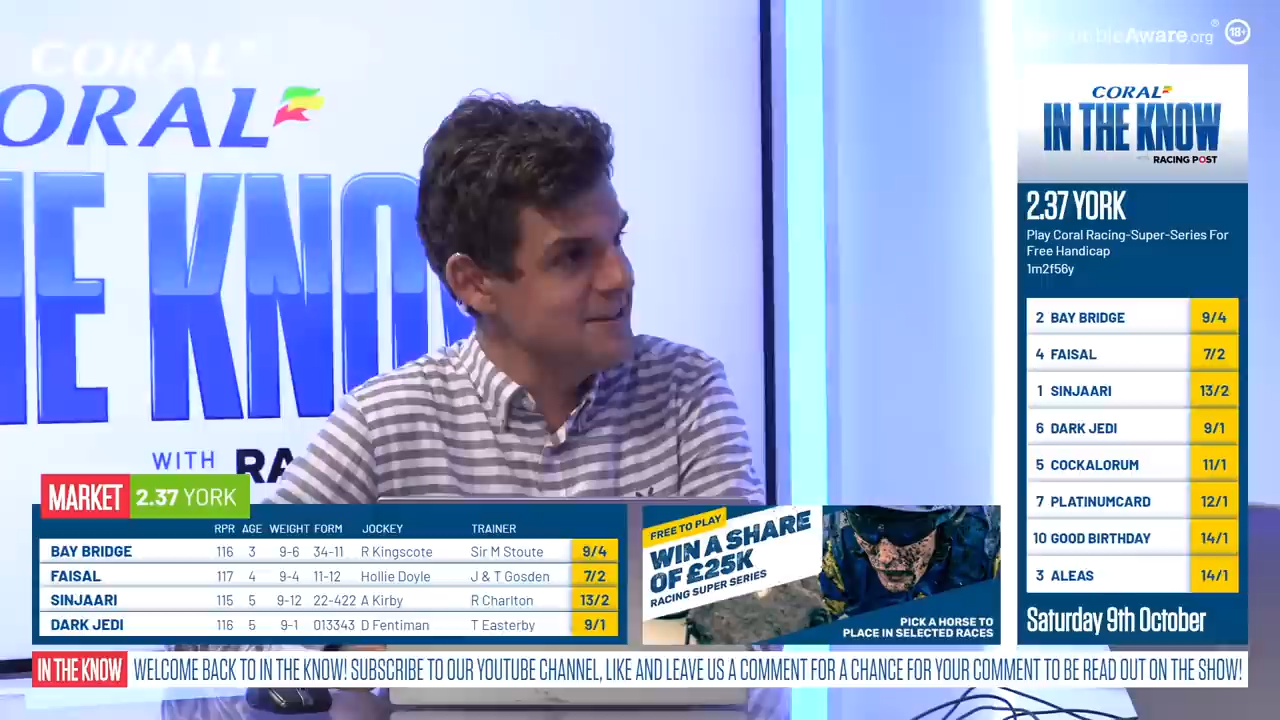 CORAL
ORAL
THE KNOW
WITH RA
bleAware.org® 18+
CORAL
IN THE KNOW
WITH RACING POST
2.37 YORK
Play Coral Racing-Super-Series For
Free Handicap
1m2f56y
2 BAY BRIDGE 9/4
4 FAISAL 7/2
1 SINJAARI 13/2
6 DARK JEDI 9/1
5 COCKALORUM 11/1
7 PLATINUMCARD 12/1
10 GOOD BIRTHDAY 14/1
3 ALEAS 14/1
Saturday 9th October
MARKET 2.37 YORK
RPR AGE WEIGHT FORM JOCKEY TRAINER
BAY BRIDGE 116 3 9-6 34-11 R Kingscote Sir M Stoute 9/4
FAISAL 117 4 9-4 11-12 Hollie Doyle J & T Gosden 7/2
SINJAARI 115 5 9-12 22-422 A Kirby R Charlton 13/2
DARK JEDI 116 5 9-1 013343 D Fentiman T Easterby 9/1
FREE TO PLAY
WIN A SHARE
OF £25K
RACING SUPER SERIES
PICK A HORSE TO
PLACE IN SELECTED RACES
IN THE KNOW WELCOME BACK TO IN THE KNOW! SUBSCRIBE TO OUR YOUTUBE CHANNEL, LIKE AND LEAVE US A COMMENT FOR A CHANCE FOR YOUR COMMENT TO BE READ OUT ON THE SHOW!